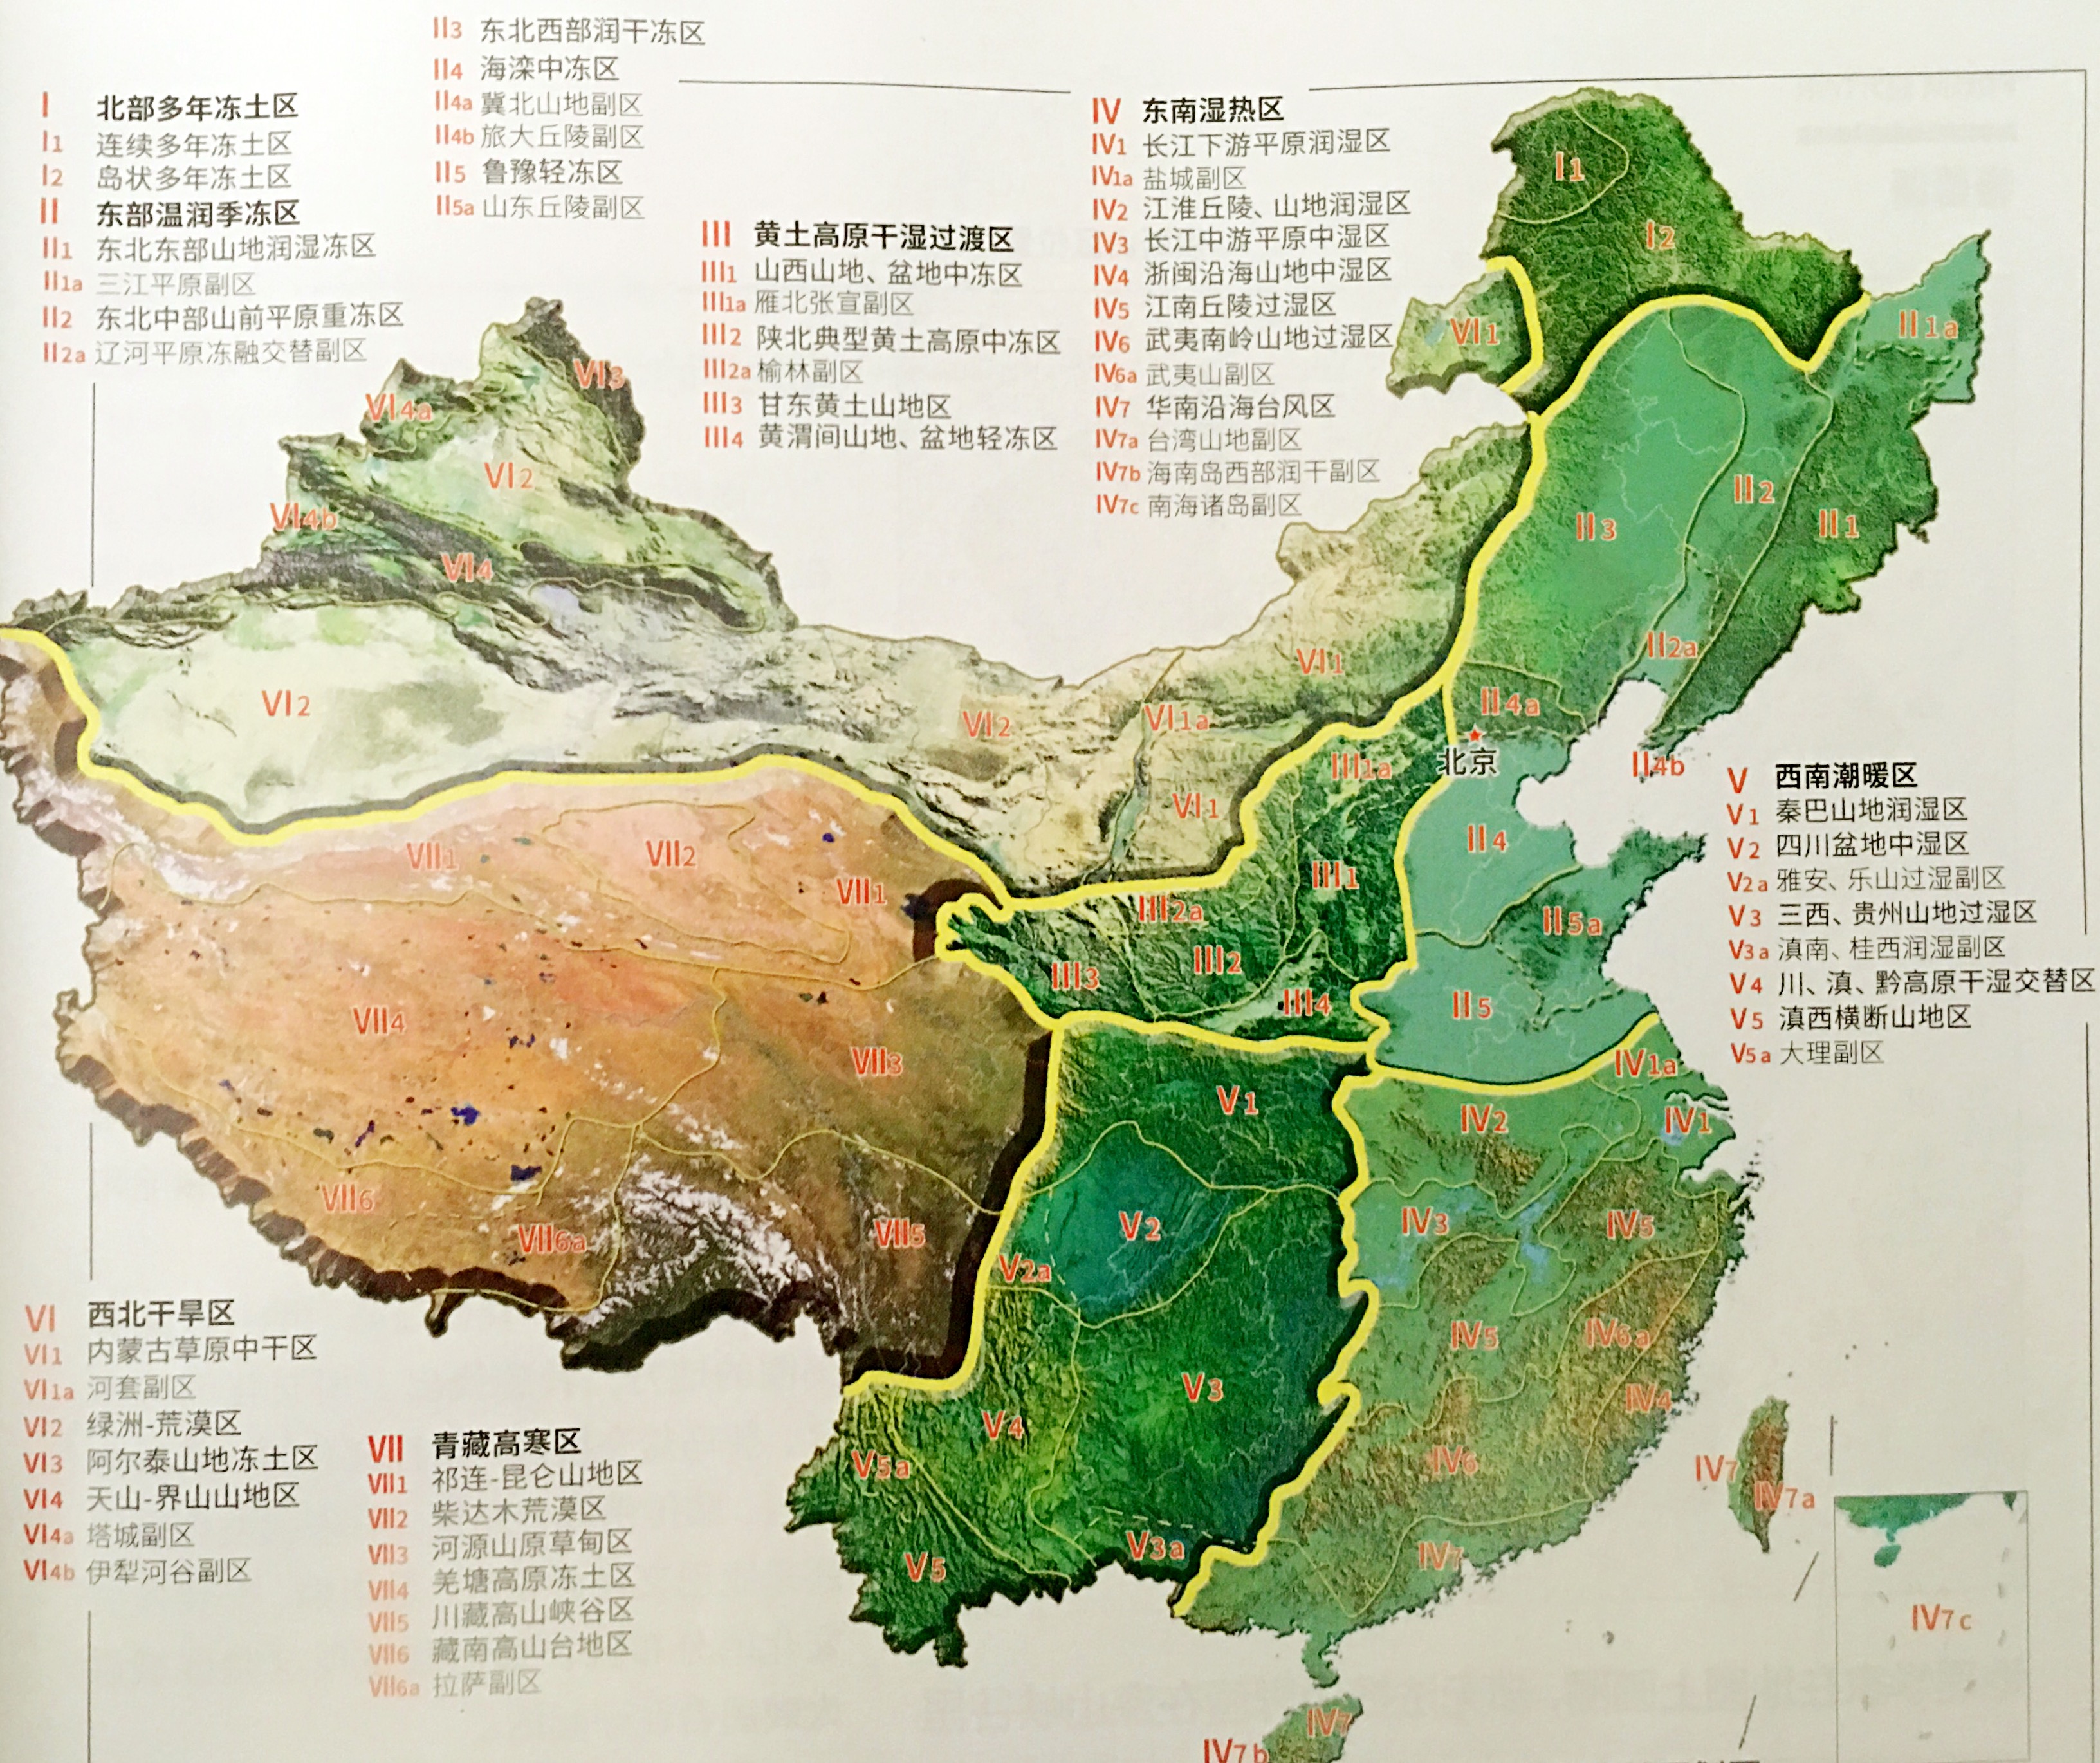 I 北部多年冻土区
I1 连续多年冻土区
I2 岛状多年冻土区
II 东部温润季冻区
II1 东北东部山地润湿冻区
II1a 三江平原副区
II2 东北中部山前平原重冻区
II2a 辽河平原冻融交替副区
II3 东北西部润干冻区
II4 海滦中冻区
II4a 冀北山地副区
II4b 旅大丘陵副区
II5 鲁豫轻冻区
II5a 山东丘陵副区
III 黄土高原干湿过渡区
III1 山西山地、盆地中冻区
III1a 雁北张宣副区
III2 陕北典型黄土高原中冻区
III2a 榆林副区
III3 甘东黄土山地区
III4 黄渭间山地、盆地轻冻区
IV 东南湿热区
IV1 长江下游平原润湿区
IV1a 盐城副区
IV2 江淮丘陵、山地润湿区
IV3 长江中游平原中湿区
IV4 浙闽沿海山地中湿区
IV5 江南丘陵过湿区
IV6 武夷南岭山地过湿区
IV6a 武夷山副区
IV7 华南沿海台风区
IV7a 台湾山地副区
IV7b 海南岛西部润干副区
IV7c 南海诸岛副区
I1
I2
VI1
II1a
VI3
VI4a
VI2
VI4b
VI4
II3
II2
II1
II2a
VI1
VI2
VI2
VI1a
II4a
北京
III1a
II4b
VI1
VII1
VII2
VII1
II4
III1
III2a
II5a
III2
III3
III4
II5
VII4
VII3
IV1a
V1
IV2
IV1
VII6
VII6a
VII5
V2
V2a
IV3
IV5
IV5
IV6a
V3
IV4
V4
V5a
IV6
IV7
IV7a
V3a
V5
IV7
IV7c
IV7
IV7b
V 西南潮暖区
V1 秦巴山地润湿区
V2 四川盆地中湿区
V2a 雅安、乐山过湿副区
V3 三西、贵州山地过湿区
V3a 滇南、桂西润湿副区
V4 川、滇、黔高原干湿交替区
V5 滇西横断山地区
V5a 大理副区
VI 西北干旱区
VI1 内蒙古草原中干区
VI1a 河套副区
VI2 绿洲-荒漠区
VI3 阿尔泰山地冻土区
VI4 天山-界山山地区
VI4a 塔城副区
VI4b 伊犁河谷副区
VII 青藏高寒区
VII1 祁连-昆仑山地区
VII2 柴达木荒漠区
VII3 河源山原草甸区
VII4 羌塘高原冻土区
VII5 川藏高山峡谷区
VII6 藏南高山台地区
VII6a 拉萨副区